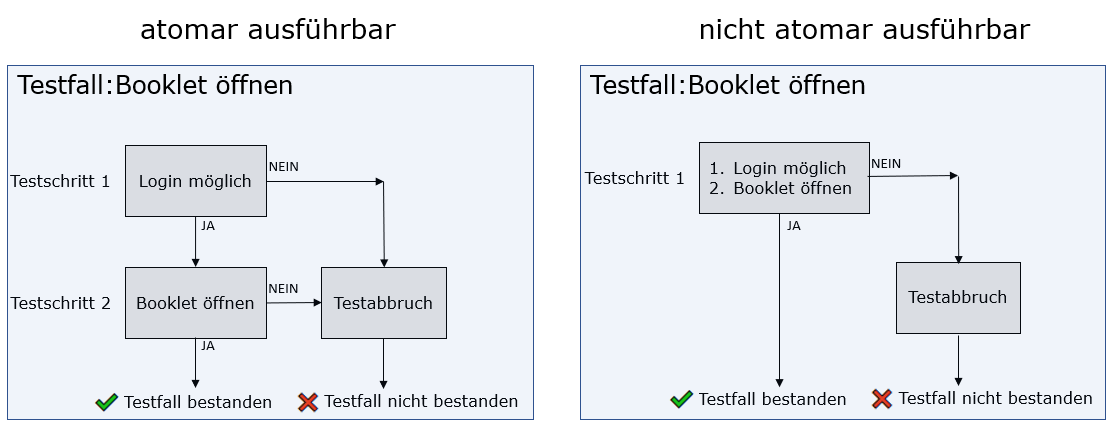 atomar ausführbar
Testfall:Booklet öffnen
Testschritt 1
Login möglich
NEIN
JA
Testschritt 2
Booklet öffnen
NEIN
Testabbruch
JA
Testfall bestanden
Testfall nicht bestanden
nicht atomar ausführbar
Testfall:Booklet öffnen
Testschritt 1
1. Login möglich
2. Booklet öffnen
NEIN
JA
Testabbruch
Testfall bestanden
Testfall nicht bestanden